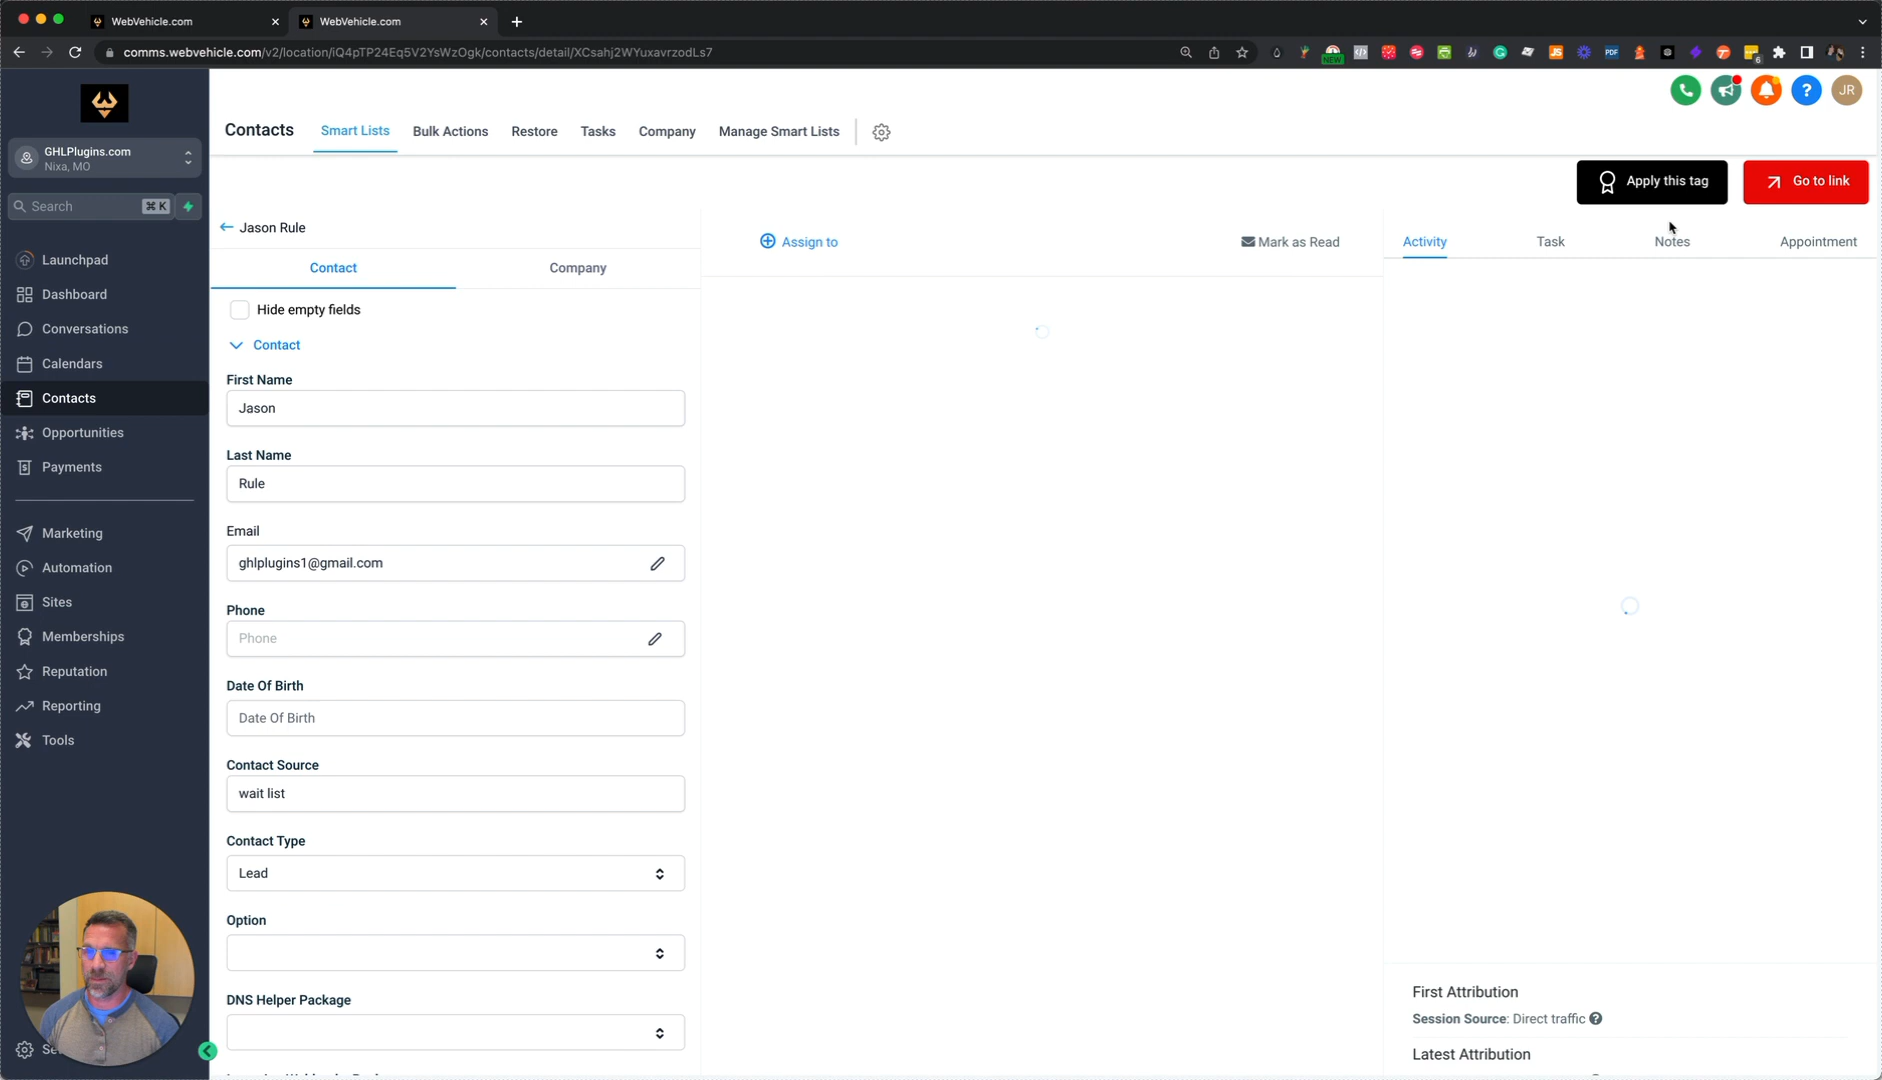 WebVehicle.com
WebVehicle.com
comms.webvehicle.com/v2/location/iQ4pTP24Eq5V2YsWzOgk/contacts/detail/XCsahj2WYuxavrzodLs7
NEW
PDF
JS
6
GHLPlugins.com
Nixa, MO
Search
⌘ K
Launchpad
Dashboard
Conversations
Calendars
Contacts
Opportunities
Payments
Marketing
Automation
Sites
Memberships
Reputation
Reporting
Tools
Contacts
Smart Lists
Bulk Actions
Restore
Tasks
Company
Manage Smart Lists
JR
Apply this tag
Go to link
Jason Rule
Contact
Company
Hide empty fields
Contact
First Name
Jason
Last Name
Rule
Email
ghlplugins1@gmail.com
Phone
Phone
Date Of Birth
Date Of Birth
Contact Source
wait list
Contact Type
Lead
Option
DNS Helper Package
Assign to
Mark as Read
Activity
Task
Notes
Appointment
First Attribution
Session Source: Direct traffic
Latest Attribution